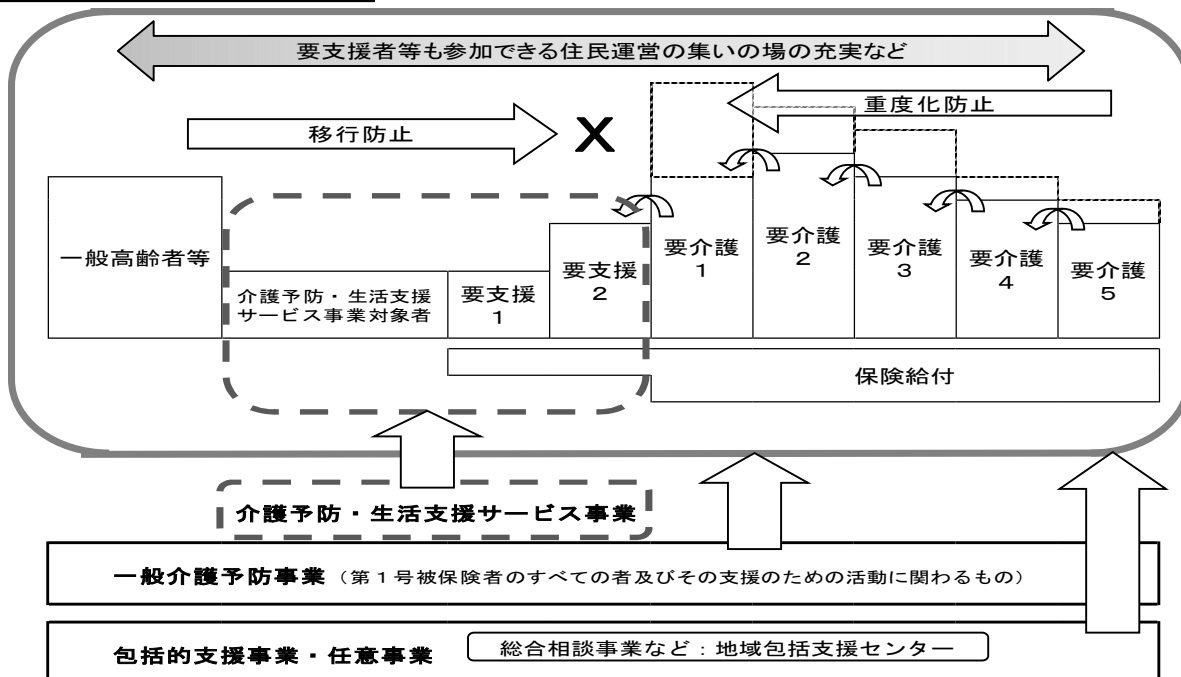 要支援者等も参加できる住民運営の集いの場の充実など
重度化防止
移行防止
X
一般高齢者等
介護予防・生活支援
サービス事業対象者
要支援
1
要支援
2
要介護
1
要介護
2
要介護
3
要介護
4
要介護
5
保険給付
介護予防・生活支援サービス事業
一般介護予防事業（第１号被保険者のすべての者及びその支援のための活動に関わるもの）
包括的支援事業・任意事業
総合相談事業など：地域包括支援センター